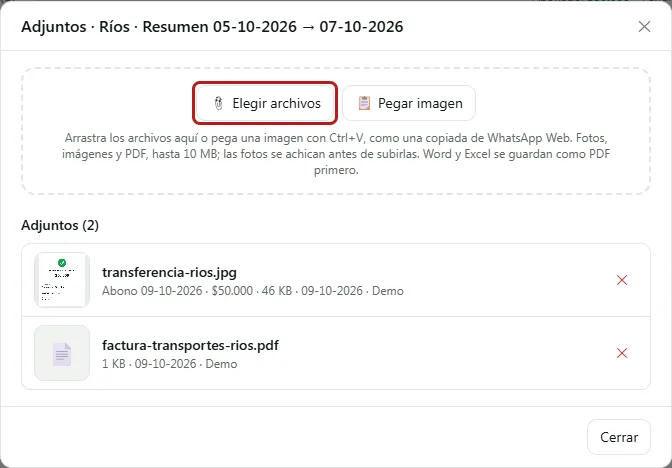 Adjuntos · Ríos · Resumen 05-10-2026 → 07-10-2026
Elegir archivos
Pegar imagen
Arrastra los archivos aquí o pega una imagen con Ctrl+V, como una copiada de WhatsApp Web. Fotos,
imágenes y PDF, hasta 10 MB; las fotos se achican antes de subirlas. Word y Excel se guardan como PDF
primero.
Adjuntos (2)
transferencia-rios.jpg
Abono 09-10-2026 · $50.000 · 46 KB · 09-10-2026 · Demo
factura-transportes-rios.pdf
1 KB · 09-10-2026 · Demo
Cerrar